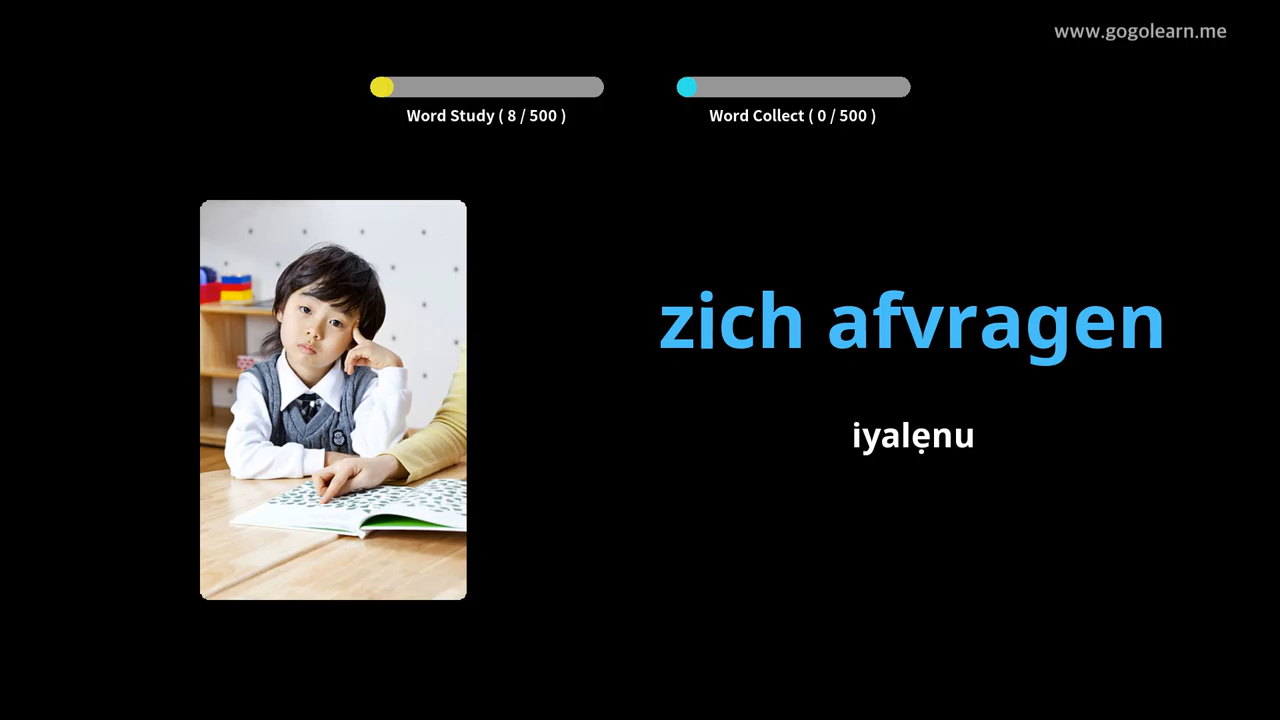 www.gogolearn.me
Word Study ( 8 / 500 )
Word Collect ( 0 / 500 )
zich afvragen
iyalẹnu